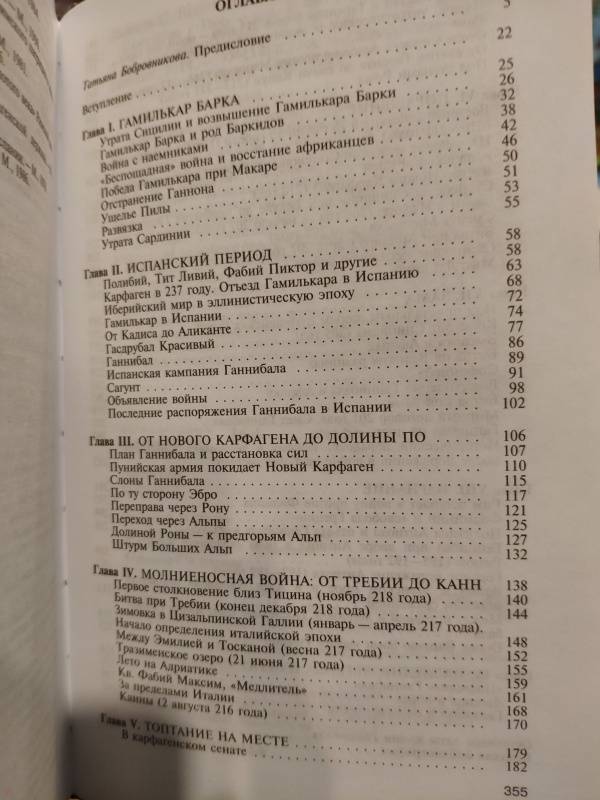 ОГЛАВ
Татьяна Бобровникова. Предисловие 5
Вступление 22
Глава I. ГАМИЛЬКАР БАРКА 25
Утрата Сицилии и возвышение Гамилькара Барки 26
Гамилькар Барка и род Баркидов 32
Война с наемниками 38
«Беспощадная» война и восстание африканцев 42
Победа Гамилькара при Макаре 46
Отстранение Ганнона 50
Ущелье Пилы 51
Развязка 53
Утрата Сардинии 55
Глава II. ИСПАНСКИЙ ПЕРИОД 58
Полибий, Тит Ливий, Фабий Пиктор и другие 58
Карфаген в 237 году. Отъезд Гамилькара в Испанию 63
Иберийский мир в эллинистическую эпоху 68
Гамилькар в Испании 72
От Кадиса до Аликанте 74
Гасдрубал Красивый 77
Ганнибал 86
Испанская кампания Ганнибала 89
Сагунт 91
Объявление войны 98
Последние распоряжения Ганнибала в Испании 102
Глава III. ОТ НОВОГО КАРФАГЕНА ДО ДОЛИНЫ ПО 106
План Ганнибала и расстановка сил 107
Пунийская армия покидает Новый Карфаген 110
Слоны Ганнибала 115
По ту сторону Эбро 117
Переправа через Рону 121
Переход через Альпы 125
Долиной Роны — к предгорьям Альп 127
Штурм Больших Альп 132
Глава IV. МОЛНИЕНОСНАЯ ВОЙНА: ОТ ТРЕБИИ ДО КАНН 138
Первое столкновение близ Тицина (ноябрь 218 года) 140
Битва при Требии (конец декабря 218 года) 144
Зимовка в Цизальпинской Галлии (январь — апрель 217 года).
Начало определения италийской эпохи 148
Между Эмилией и Тосканой (весна 217 года) 152
Тразименское озеро (21 июня 217 года) 155
Лето на Адриатике 159
Кв. Фабий Максим, «Медлитель» 161
За пределами Италии 168
Канны (2 августа 216 года) 170
Глава V. ТОПТАНИЕ НА МЕСТЕ 179
В карфагенском сенате 182
355